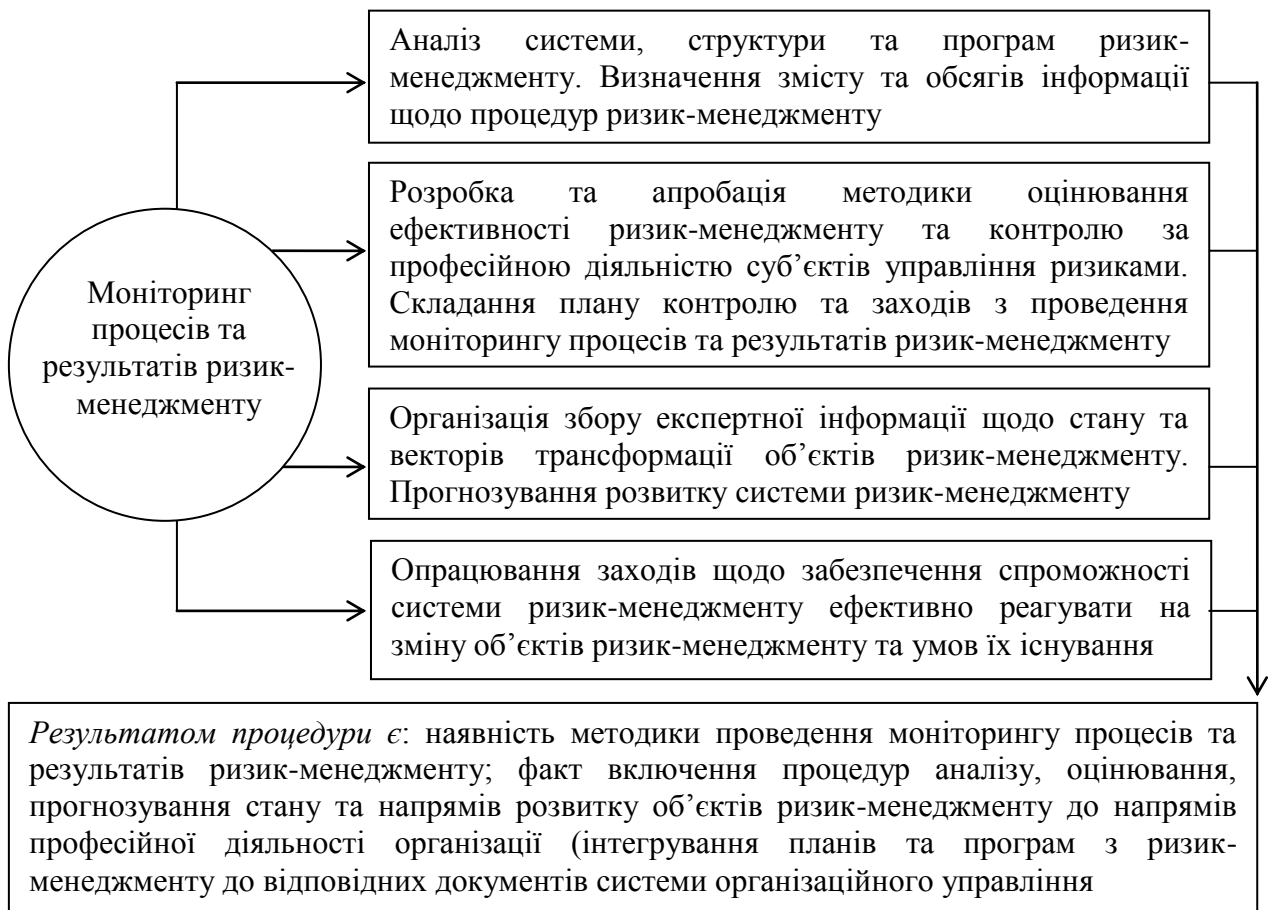 Аналіз системи, структури та програм ризик-
менеджменту. Визначення змісту та обсягів інформації
щодо процедур ризик-менеджменту
Розробка та апробація методики оцінювання
ефективності ризик-менеджменту та контролю за
професійною діяльністю суб’єктів управління ризиками.
Складання плану контролю та заходів з проведення
моніторингу процесів та результатів ризик-менеджменту
Моніторинг
процесів та
результатів ризик-
менеджменту
Організація збору експертної інформації щодо стану та
векторів трансформації об’єктів ризик-менеджменту.
Прогнозування розвитку системи ризик-менеджменту
Опрацювання заходів щодо забезпечення спроможності
системи ризик-менеджменту ефективно реагувати на
зміну об’єктів ризик-менеджменту та умов їх існування
Результатом процедури є: наявність методики проведення моніторингу процесів та
результатів ризик-менеджменту; факт включення процедур аналізу, оцінювання,
прогнозування стану та напрямів розвитку об’єктів ризик-менеджменту до напрямів
професійної діяльності організації (інтегрування планів та програм з ризик-
менеджменту до відповідних документів системи організаційного управління